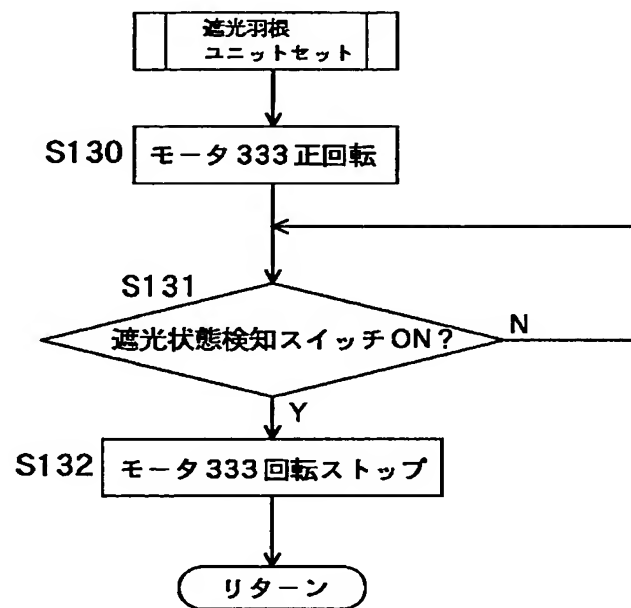 遮光羽根
ユニットセット
S130 モータ333正回転
S131
遮光状態検知スイッチON？
N
Y
S132 モータ333回転ストップ
リターン